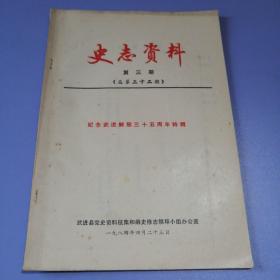 史志资料
第三期
(总第三十二期)
纪念武进解放三十五周年特辑
武进县党史资料征集和编史修志领导小组办公室
一九八四年四月二十三日